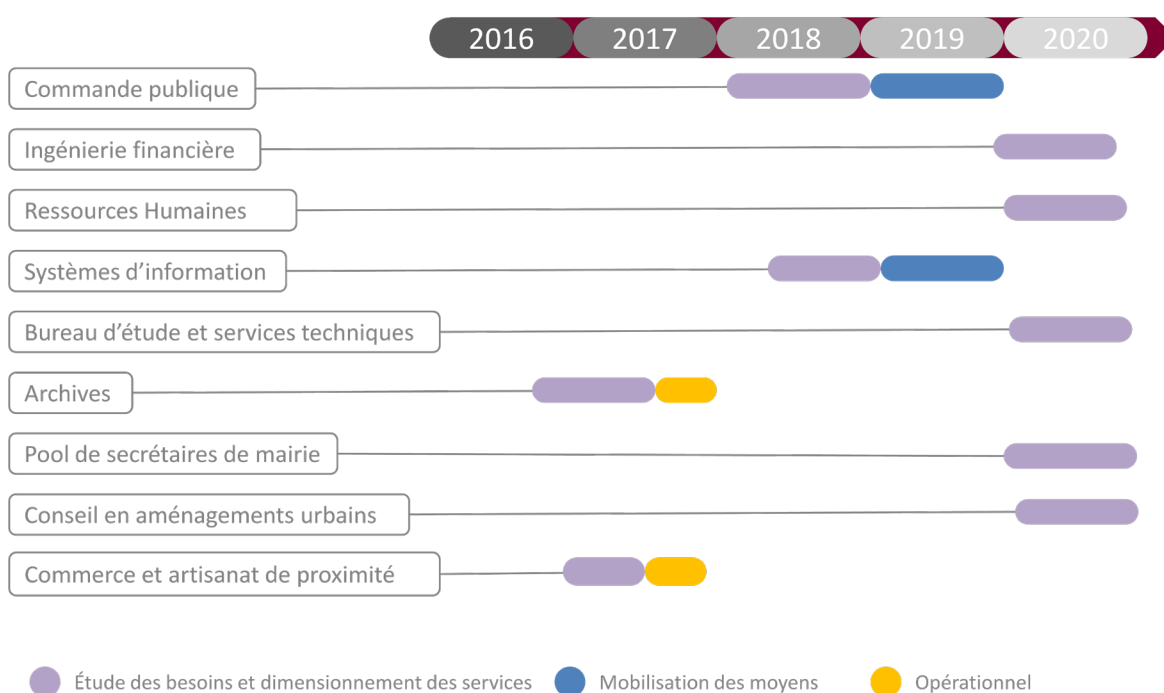 2016 2017 2018 2019 2020
Commande publique
Ingénierie financière
Ressources Humaines
Systèmes d'information
Bureau d'étude et services techniques
Archives
Pool de secrétaires de mairie
Conseil en aménagements urbains
Commerce et artisanat de proximité
Étude des besoins et dimensionnement des services Mobilisation des moyens Opérationnel